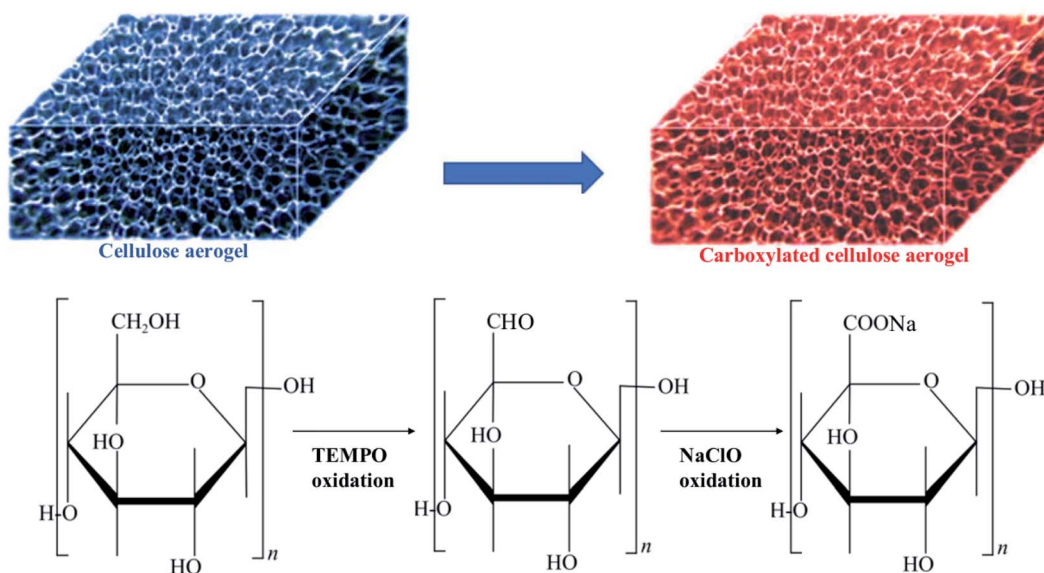 Cellulose aerogel
Carboxylated cellulose aerogel
CH₂OH
O
OH
HO
H-O
HO
n
TEMPO
oxidation
CHO
O
OH
HO
H-O
HO
n
NaClO
oxidation
COONa
O
OH
HO
H-O
HO
n